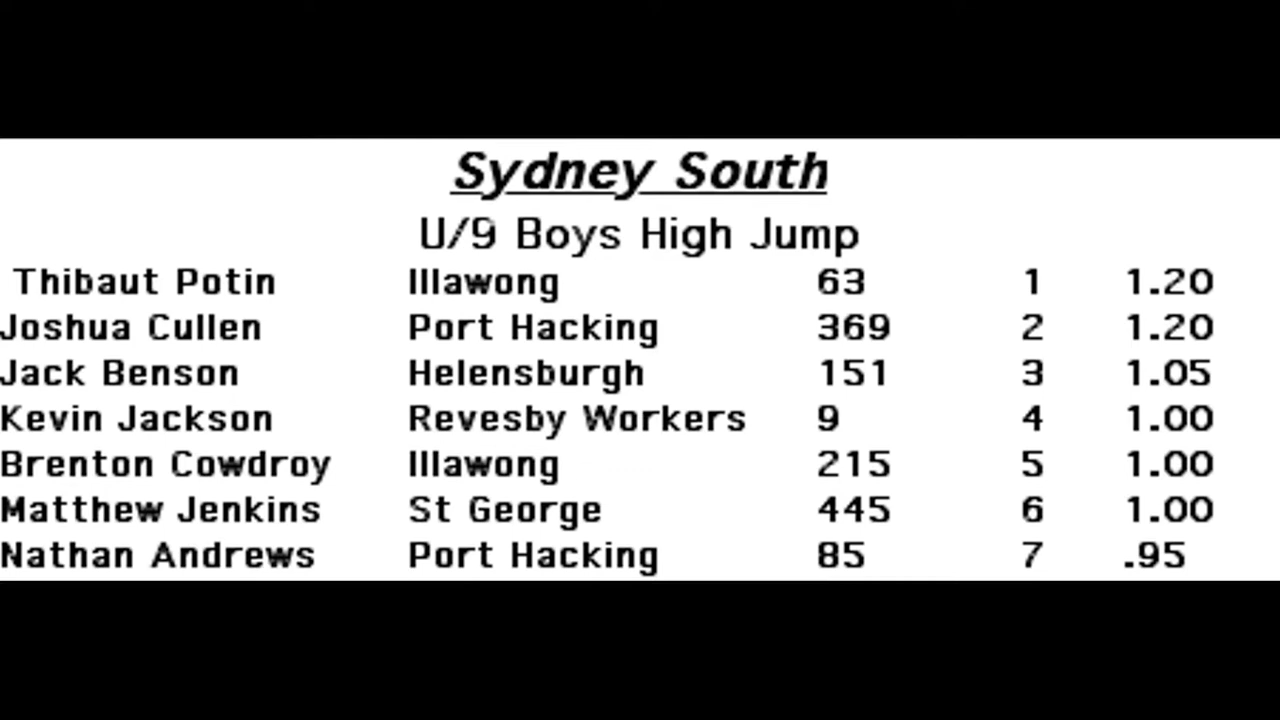 Sydney South
U/9 Boys High Jump
Thibaut Potin Illawong 63 1 1.20
Joshua Cullen Port Hacking 369 2 1.20
Jack Benson Helensburgh 151 3 1.05
Kevin Jackson Revesby Workers 9 4 1.00
Brenton Cowdroy Illawong 215 5 1.00
Matthew Jenkins St George 445 6 1.00
Nathan Andrews Port Hacking 85 7 .95